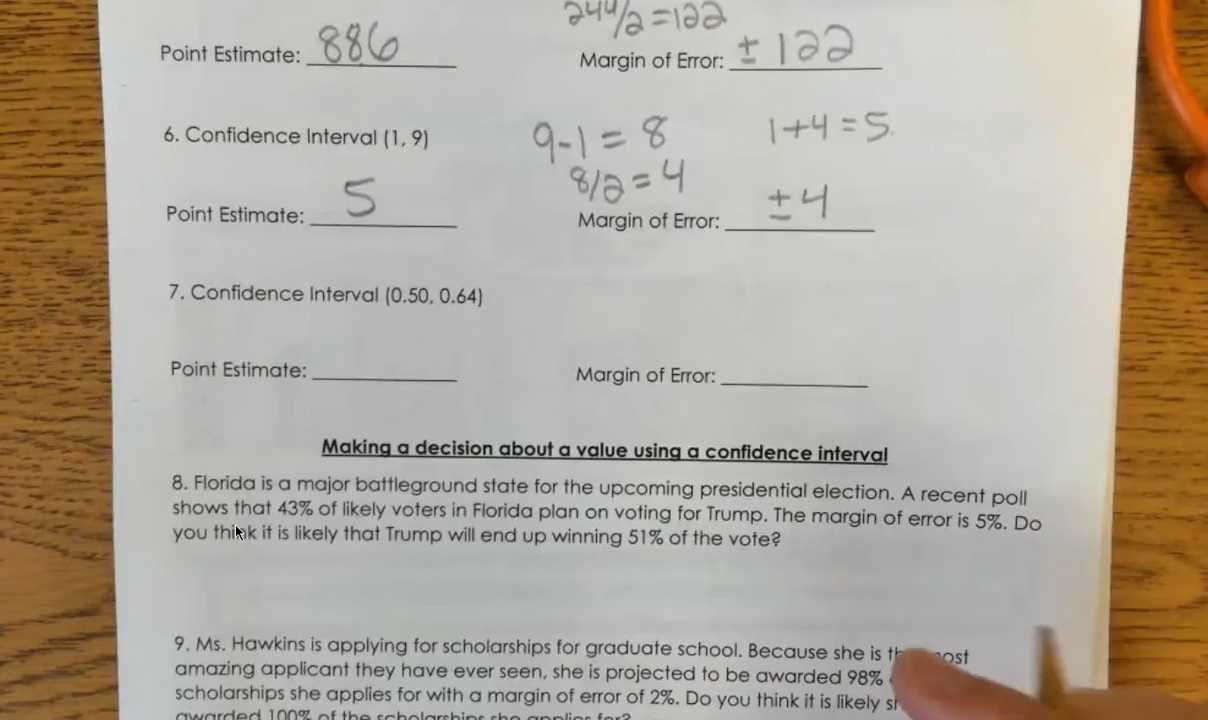 244/2=122
Point Estimate: 886 Margin of Error: ± 122
6. Confidence Interval (1, 9) 9-1 = 8 1+4=5
8/2=4
Point Estimate: 5 Margin of Error: ±4
7. Confidence Interval (0.50, 0.64)
Point Estimate: Margin of Error:
Making a decision about a value using a confidence interval
8. Florida is a major battleground state for the upcoming presidential election. A recent poll
shows that 43% of likely voters in Florida plan on voting for Trump. The margin of error is 5%. Do
you think it is likely that Trump will end up winning 51% of the vote?
9. Ms. Hawkins is applying for scholarships for graduate school. Because she is
amazing applicant they have ever seen, she is projected to be awarded 98%
scholarships she applies for with a margin of error of 2%. Do you think it is likely
awarded 100% of the scholarships she applies for?